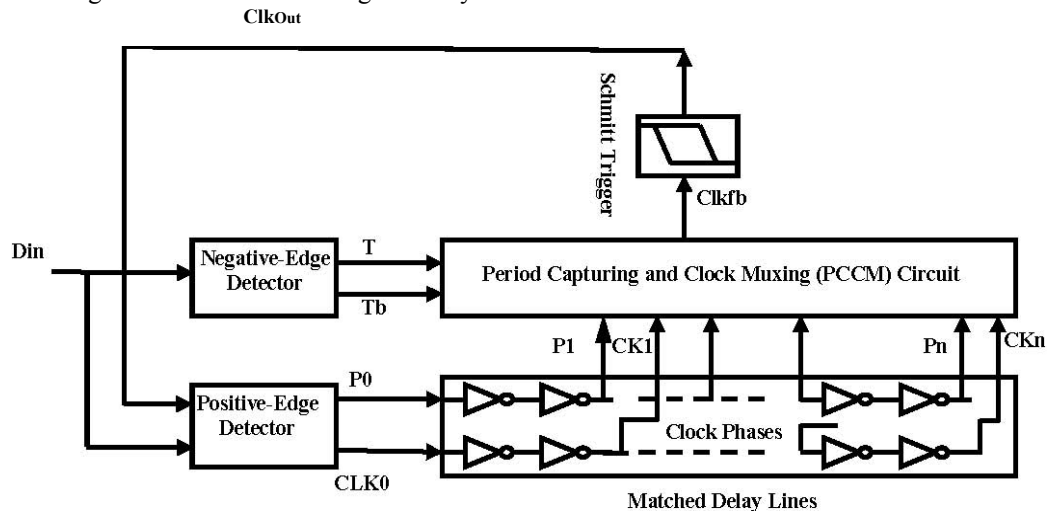 ClkOut
Schmitt Trigger
Clkfb
Din
Negative-Edge
Detector
T
Tb
Period Capturing and Clock Muxing (PCCM) Circuit
P1
CK1
Pn
CKn
Positive-Edge
Detector
P0
CLK0
Clock Phases
Matched Delay Lines